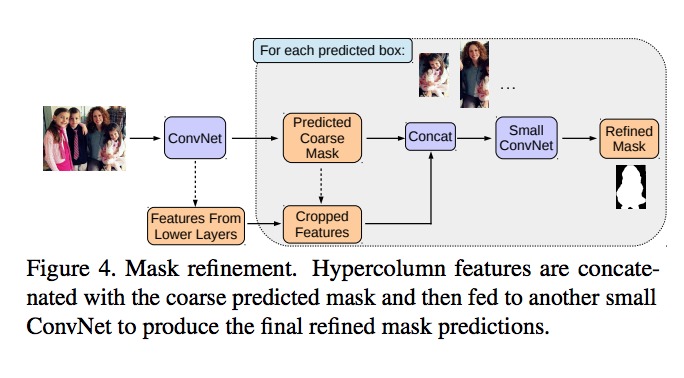 For each predicted box:
...
ConvNet
Predicted
Coarse
Mask
Concat
Small
ConvNet
Refined
Mask
Features From
Lower Layers
Cropped
Features
Figure 4. Mask refinement. Hypercolumn features are concate-
nated with the coarse predicted mask and then fed to another small
ConvNet to produce the final refined mask predictions.